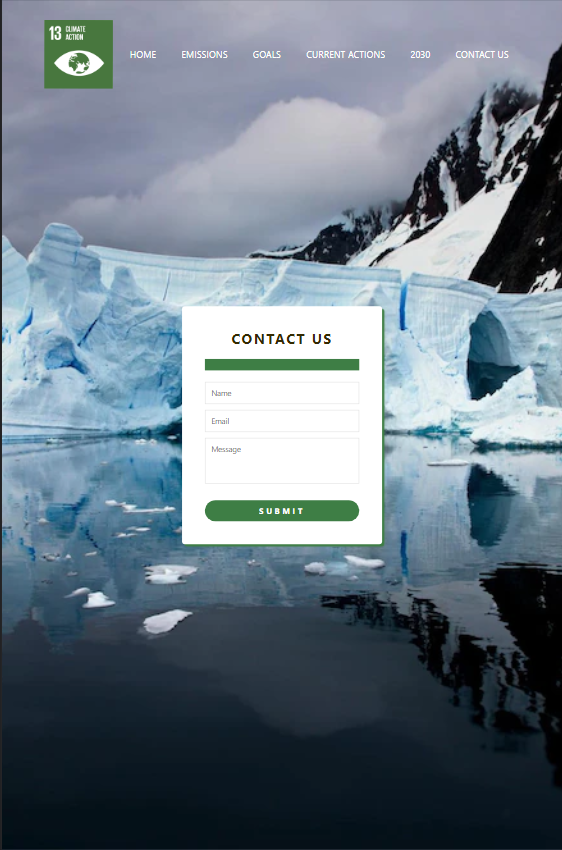 13 CLIMATE
ACTION
HOME EMISSIONS GOALS CURRENT ACTIONS 2030 CONTACT US
CONTACT US
Name
Email
Message
SUBMIT